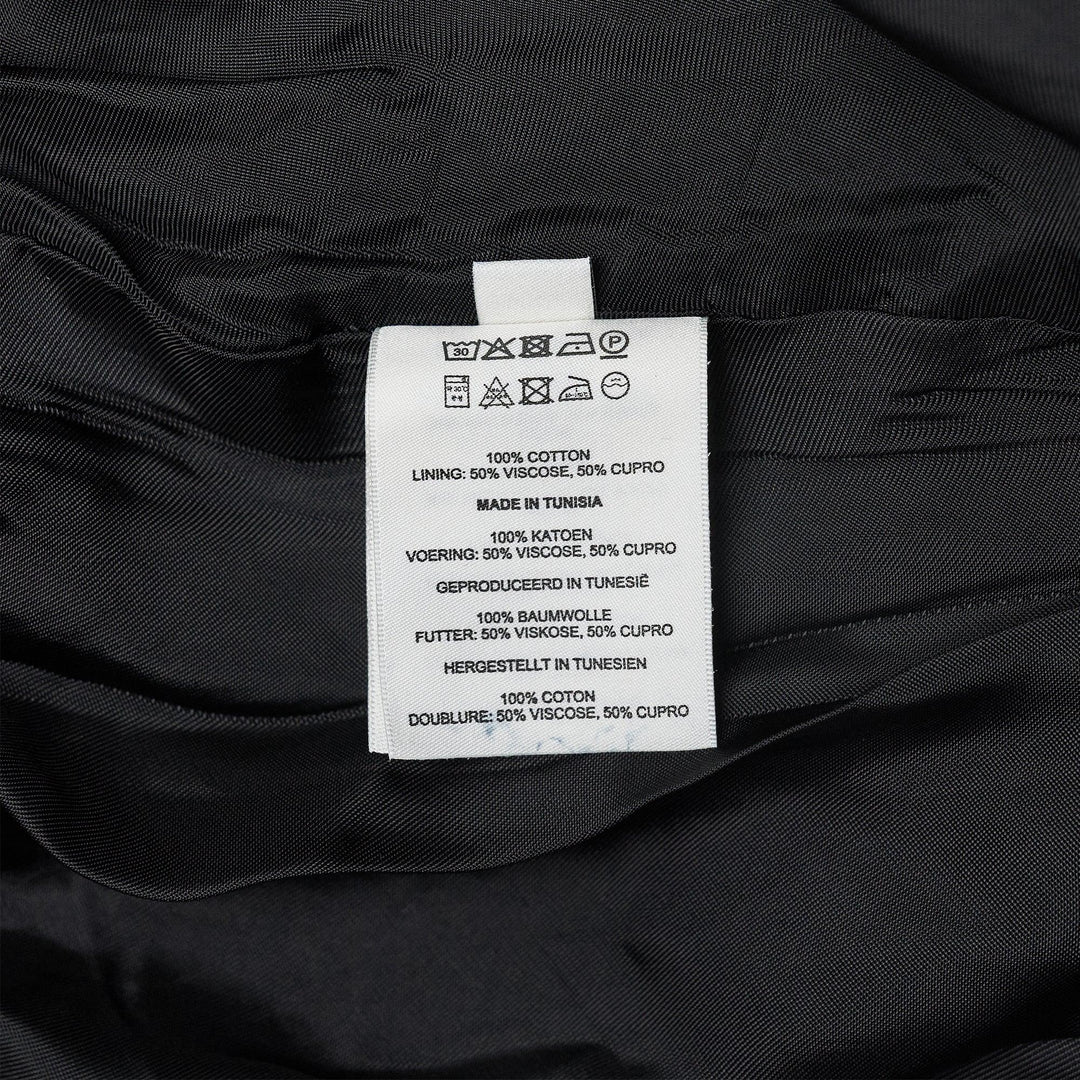 30 P
100% COTTON
LINING: 50% VISCOSE, 50% CUPRO
MADE IN TUNISIA
100% KATOEN
VOERING: 50% VISCOSE, 50% CUPRO
GEPRODUCEERD IN TUNESIË
100% BAUMWOLLE
FUTTER: 50% VISKOSE, 50% CUPRO
HERGESTELLT IN TUNESIEN
100% COTON
DOUBLURE: 50% VISCOSE, 50% CUPRO